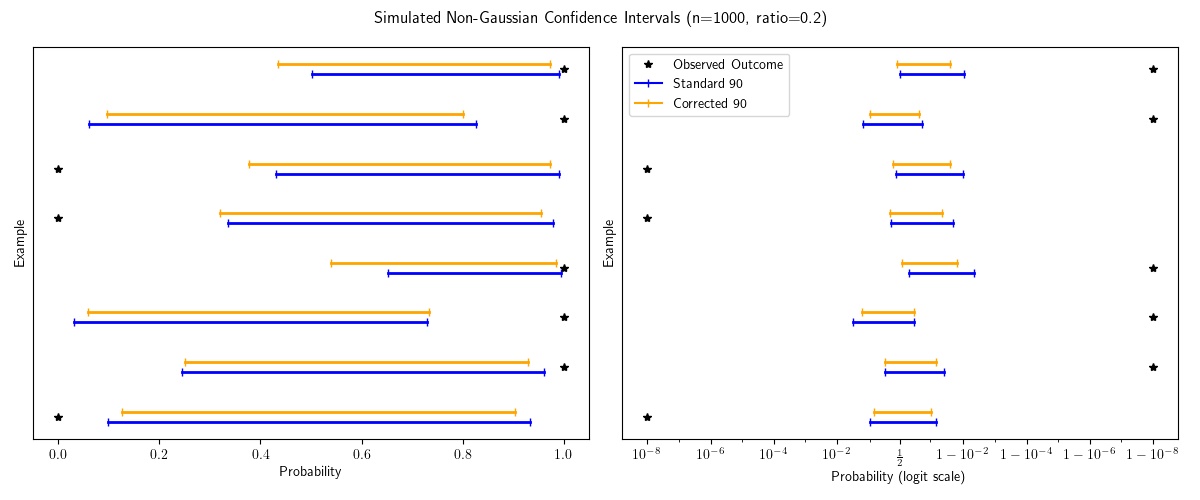 Simulated Non-Gaussian Confidence Intervals (n=1000, ratio=0.2)
Example
0.0 0.2 0.4 0.6 0.8 1.0
Probability
Observed Outcome
Standard 90
Corrected 90
Example
10⁻⁸ 10⁻⁶ 10⁻⁴ 10⁻² ½ 1 − 10⁻² 1 − 10⁻⁴ 1 − 10⁻⁶ 1 − 10⁻⁸
Probability (logit scale)